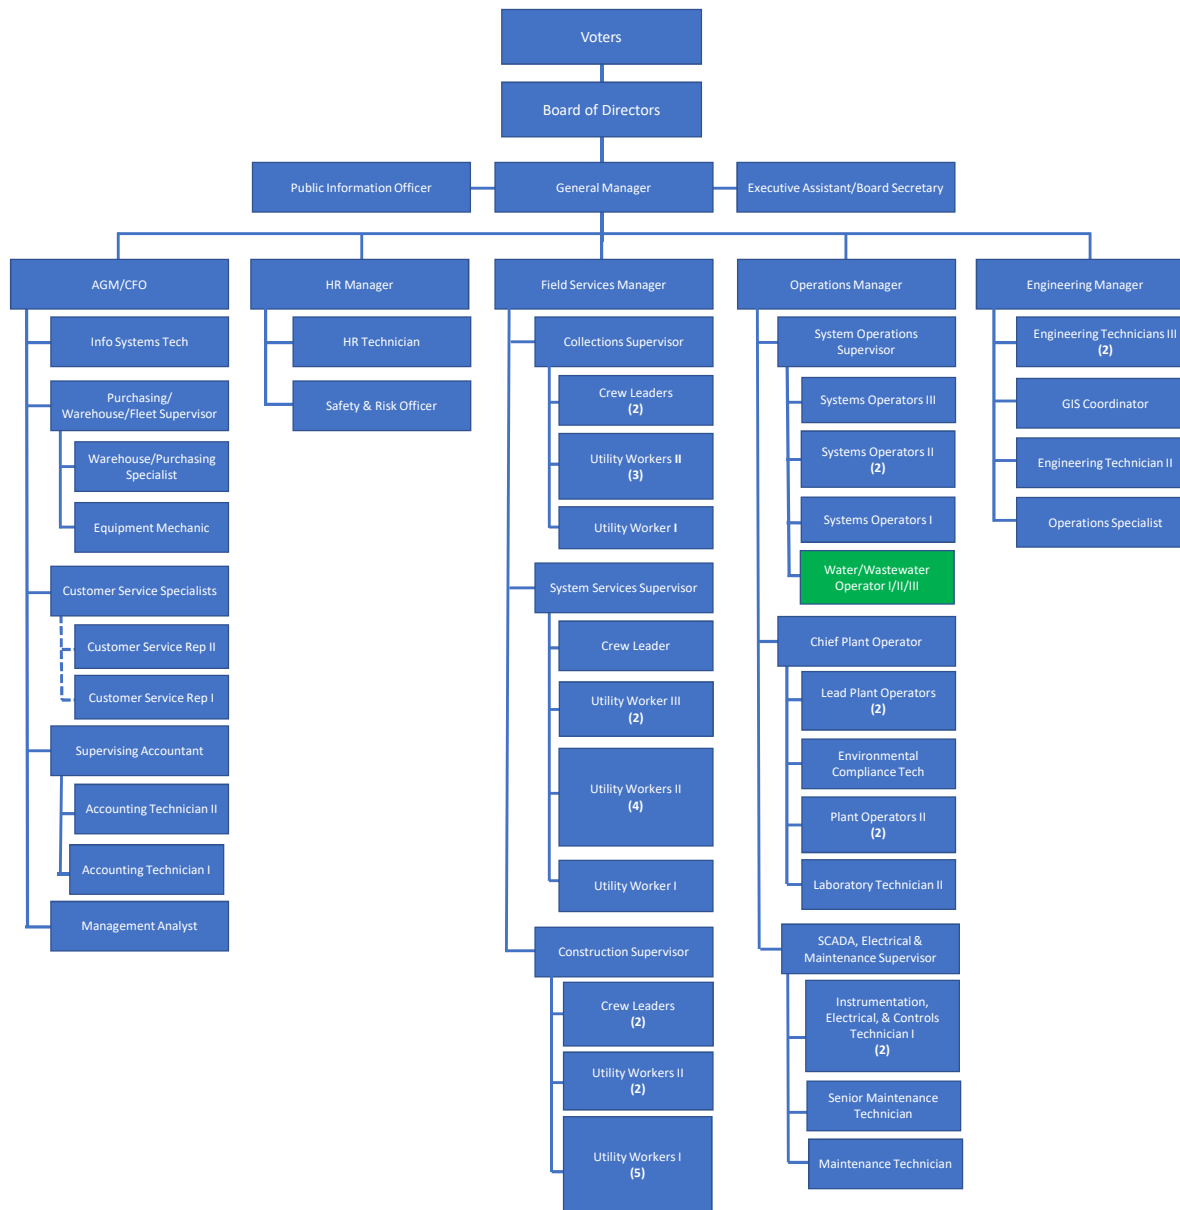 Voters
Board of Directors
Public Information Officer
General Manager
Executive Assistant/Board Secretary
AGM/CFO
HR Manager
Field Services Manager
Operations Manager
Engineering Manager
Info Systems Tech
Purchasing/
Warehouse/Fleet Supervisor
Warehouse/Purchasing
Specialist
Equipment Mechanic
Customer Service Specialists
Customer Service Rep II
Customer Service Rep I
Supervising Accountant
Accounting Technician II
Accounting Technician I
Management Analyst
HR Technician
Safety & Risk Officer
Collections Supervisor
Crew Leaders
(2)
Utility Workers II
(3)
Utility Worker I
System Services Supervisor
Crew Leader
Utility Worker III
(2)
Utility Workers II
(4)
Utility Worker I
Construction Supervisor
Crew Leaders
(2)
Utility Workers II
(2)
Utility Workers I
(5)
System Operations
Supervisor
Systems Operators III
Systems Operators II
(2)
Systems Operators I
Water/Wastewater
Operator I/II/III
Chief Plant Operator
Lead Plant Operators
(2)
Environmental
Compliance Tech
Plant Operators II
(2)
Laboratory Technician II
SCADA, Electrical &
Maintenance Supervisor
Instrumentation,
Electrical, & Controls
Technician I
(2)
Senior Maintenance
Technician
Maintenance Technician
Engineering Technicians III
(2)
GIS Coordinator
Engineering Technician II
Operations Specialist